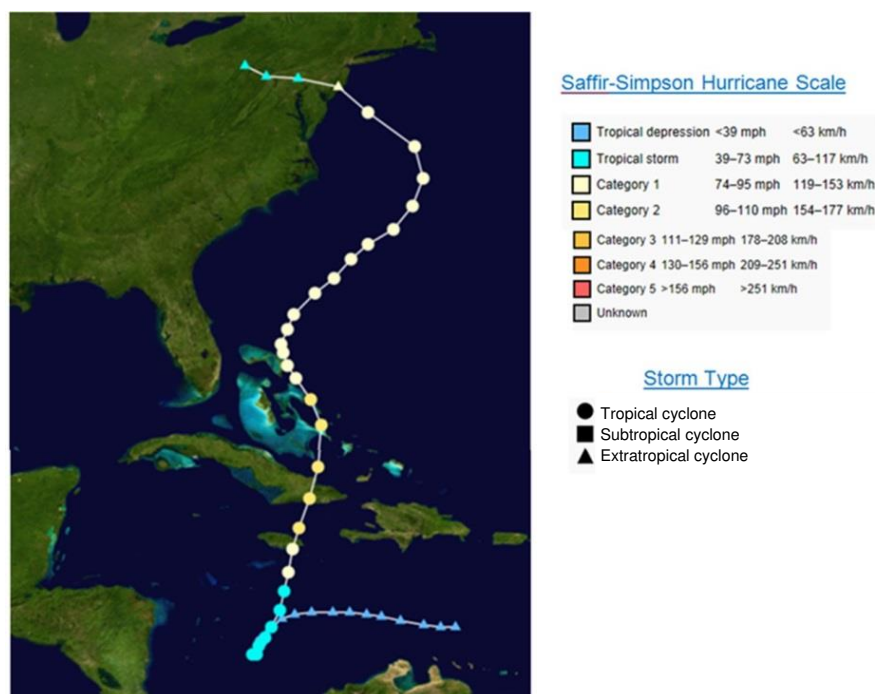 Saffir-Simpson Hurricane Scale
Tropical depression <39 mph <63 km/h
Tropical storm 39–73 mph 63–117 km/h
Category 1 74–95 mph 119–153 km/h
Category 2 96–110 mph 154–177 km/h
Category 3 111–129 mph 178–208 km/h
Category 4 130–156 mph 209–251 km/h
Category 5 >156 mph >251 km/h
Unknown
Storm Type
Tropical cyclone
Subtropical cyclone
Extratropical cyclone